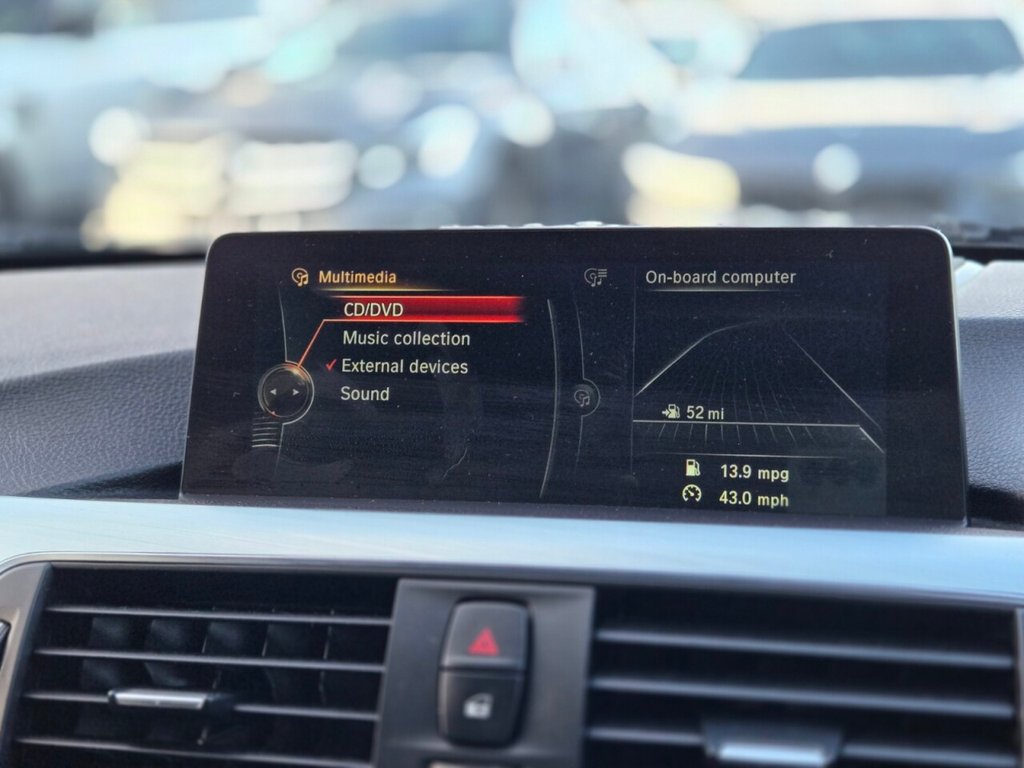 Multimedia
CD/DVD
Music collection
External devices
Sound
On-board computer
52 mi
13.9 mpg
43.0 mph